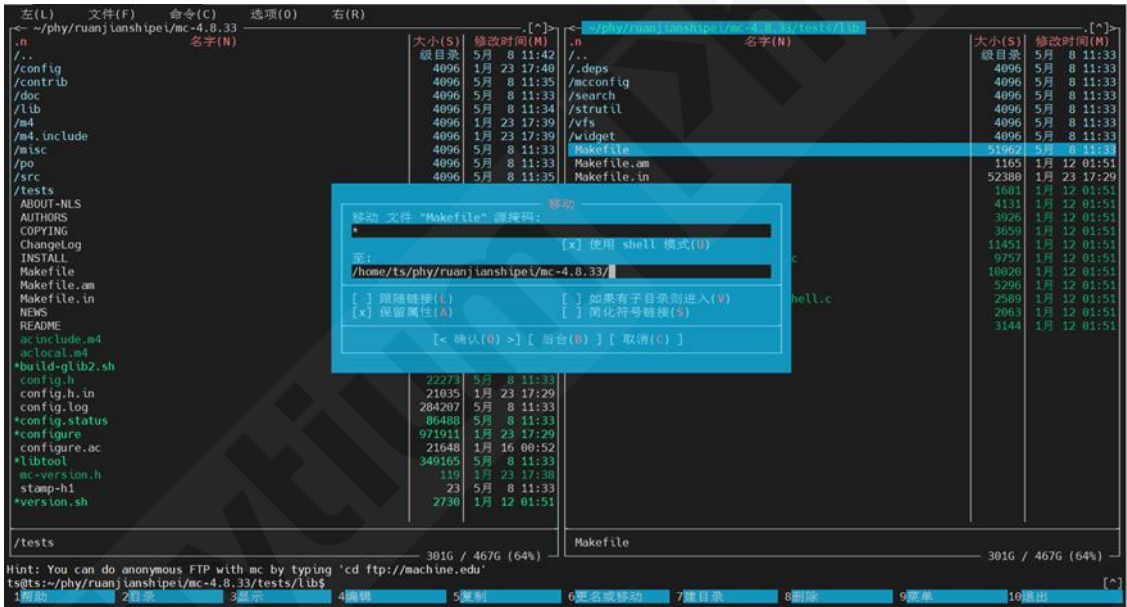 左(L) 文件(F) 命令(C) 选项(O) 右(R)
<─ ~/phy/ruanjianshipei/mc-4.8.33 .[^]>
.n 名字(N) 大小(S) 修改时间(M)
/.. 级目录 5月 8 11:42
/config 4096 1月 23 17:40
/contrib 4096 5月 8 11:35
/doc 4096 5月 8 11:33
/lib 4096 5月 8 11:34
/m4 4096 1月 23 17:39
/m4.include 4096 1月 23 17:39
/misc 4096 5月 8 11:33
/po 4096 5月 8 11:33
/src 4096 5月 8 11:35
/tests
ABOUT-NLS
AUTHORS
COPYING
ChangeLog
INSTALL
Makefile
Makefile.am
Makefile.in
NEWS
README
acinclude.m4
aclocal.m4
*build-glib2.sh
config.h 22273 5月 8 11:33
config.h.in 21035 1月 23 17:29
config.log 284207 5月 8 11:33
*config.status 86488 5月 8 11:33
*configure 971911 1月 23 17:29
configure.ac 21648 1月 16 00:52
*libtool 349165 5月 8 11:33
mc-version.h 119 1月 23 17:38
stamp-h1 23 5月 8 11:33
*version.sh 2730 1月 12 01:51
/tests
301G / 467G (64%)
<─ ~/phy/ruanjianshipei/mc-4.8.33/tests/lib .[^]>
.n 名字(N) 大小(S) 修改时间(M)
/.. 级目录 5月 8 11:33
/.deps 4096 5月 8 11:33
/mcconfig 4096 5月 8 11:33
/search 4096 5月 8 11:33
/strutil 4096 5月 8 11:33
/vfs 4096 5月 8 11:33
/widget 4096 5月 8 11:33
Makefile 51962 5月 8 11:33
Makefile.am 1165 1月 12 01:51
Makefile.in 52380 1月 23 17:29
1681 1月 12 01:51
4131 1月 12 01:51
3926 1月 12 01:51
3659 1月 12 01:51
11451 1月 12 01:51
c 9757 1月 12 01:51
10020 1月 12 01:51
5296 1月 12 01:51
hell.c 2589 1月 12 01:51
2063 1月 12 01:51
3144 1月 12 01:51
Makefile
301G / 467G (64%)
移动
移动 文件 "Makefile" 源掩码:
*
[x] 使用 shell 模式(U)
至:
/home/ts/phy/ruanjianshipei/mc-4.8.33/
[ ] 跟随链接(L) [ ] 如果有子目录则进入(V)
[x] 保留属性(A) [ ] 简化符号链接(S)
[< 确认(O) >] [ 后台(B) ] [ 取消(C) ]
Hint: You can do anonymous FTP with mc by typing 'cd ftp://machine.edu'
ts@ts:~/phy/ruanjianshipei/mc-4.8.33/tests/lib$ [^]
1帮助 2目录 3显示 4编辑 5复制 6更名或移动 7建目录 8删除 9菜单 10退出